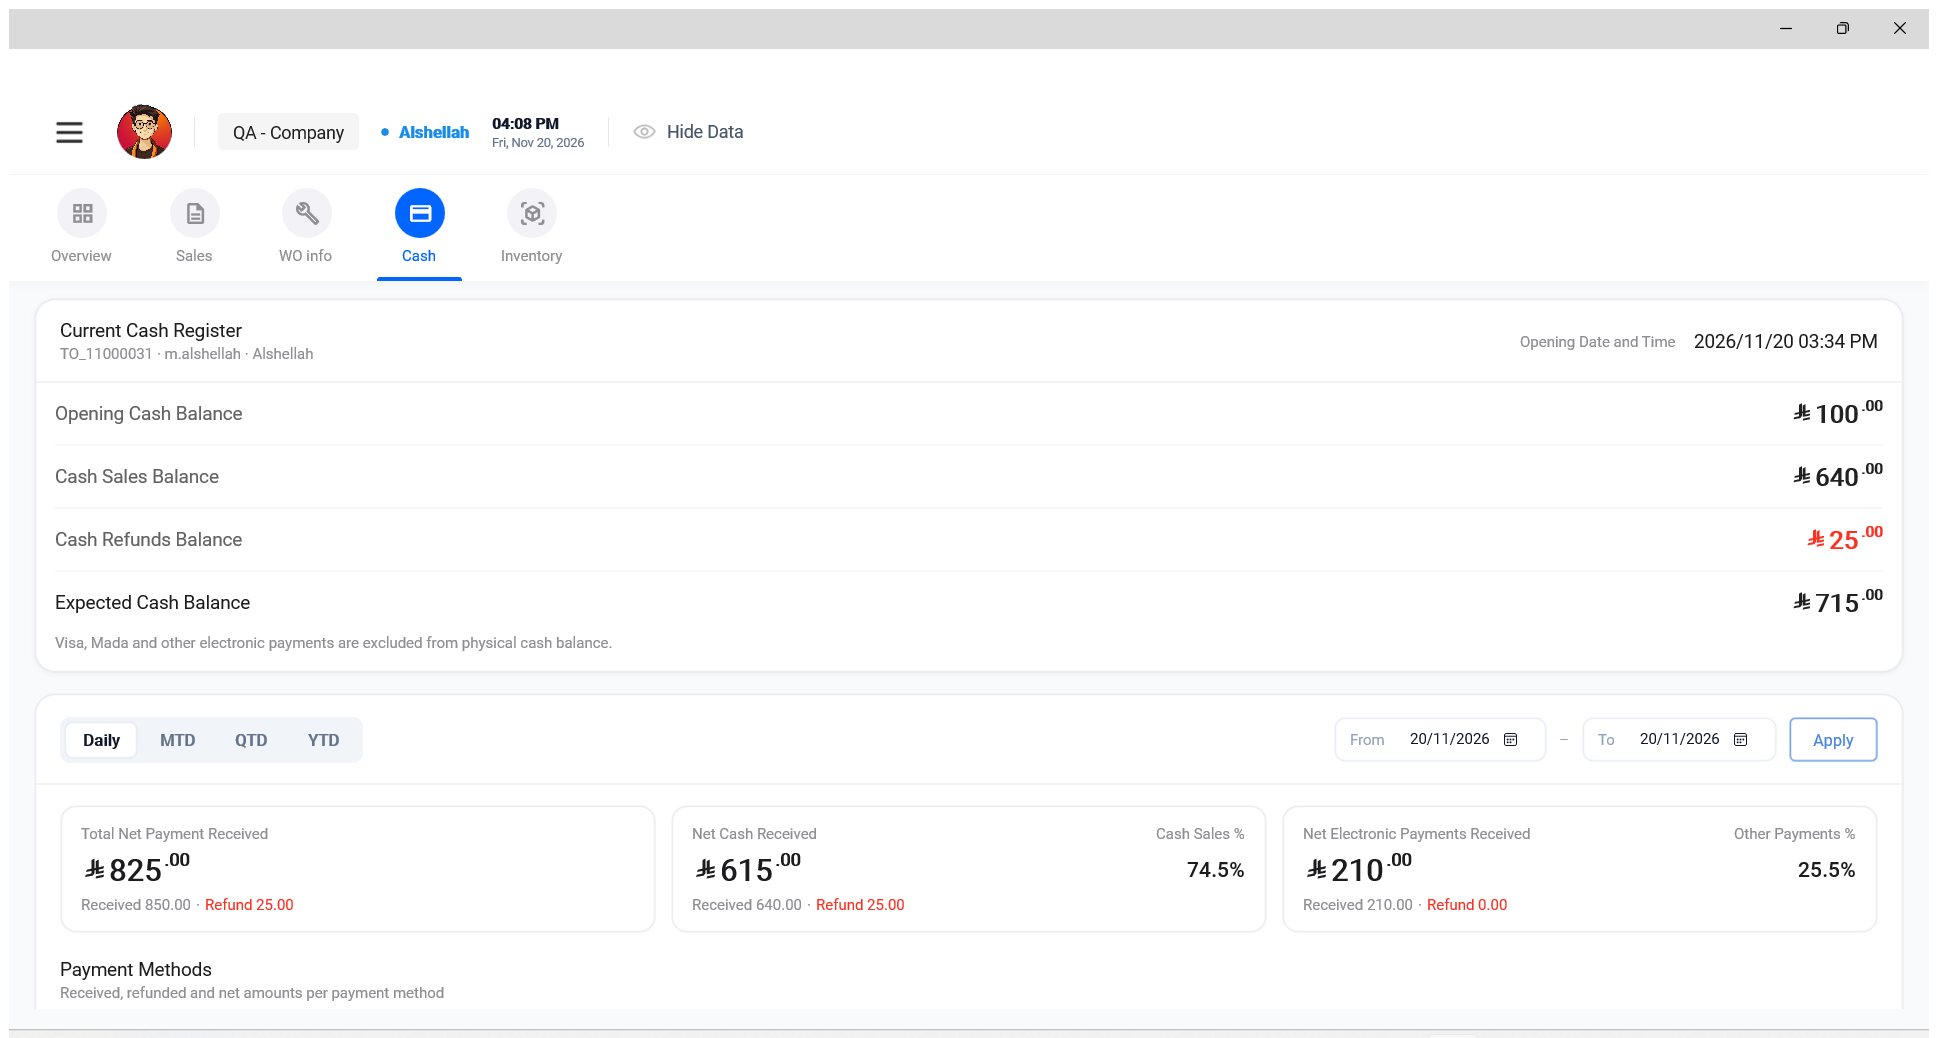 QA - Company
• Alshellah
04:08 PM
Fri, Nov 20, 2026
Hide Data
Overview
Sales
WO info
Cash
Inventory
Current Cash Register
TO_11000031 · m.alshellah · Alshellah
Opening Date and Time 2026/11/20 03:34 PM
Opening Cash Balance
⃁ 100.00
Cash Sales Balance
⃁ 640.00
Cash Refunds Balance
⃁ 25.00
Expected Cash Balance
⃁ 715.00
Visa, Mada and other electronic payments are excluded from physical cash balance.
Daily MTD QTD YTD
From 20/11/2026 – To 20/11/2026 Apply
Total Net Payment Received
⃁ 825.00
Received 850.00 · Refund 25.00
Net Cash Received
Cash Sales %
⃁ 615.00
74.5%
Received 640.00 · Refund 25.00
Net Electronic Payments Received
Other Payments %
⃁ 210.00
25.5%
Received 210.00 · Refund 0.00
Payment Methods
Received, refunded and net amounts per payment method